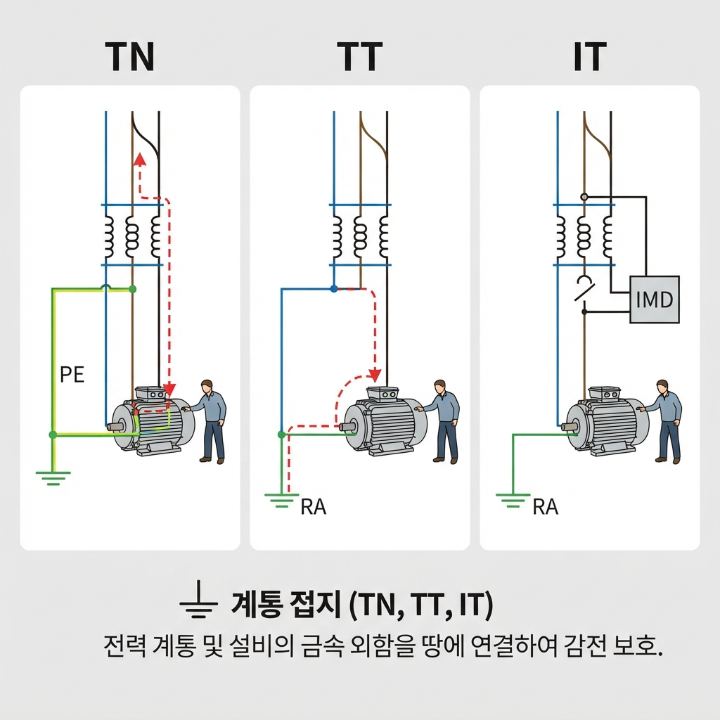 TN
TT
IT
PE
IMD
RA
RA
계통 접지 (TN, TT, IT)
전력 계통 및 설비의 금속 외함을 땅에 연결하여 감전 보호.